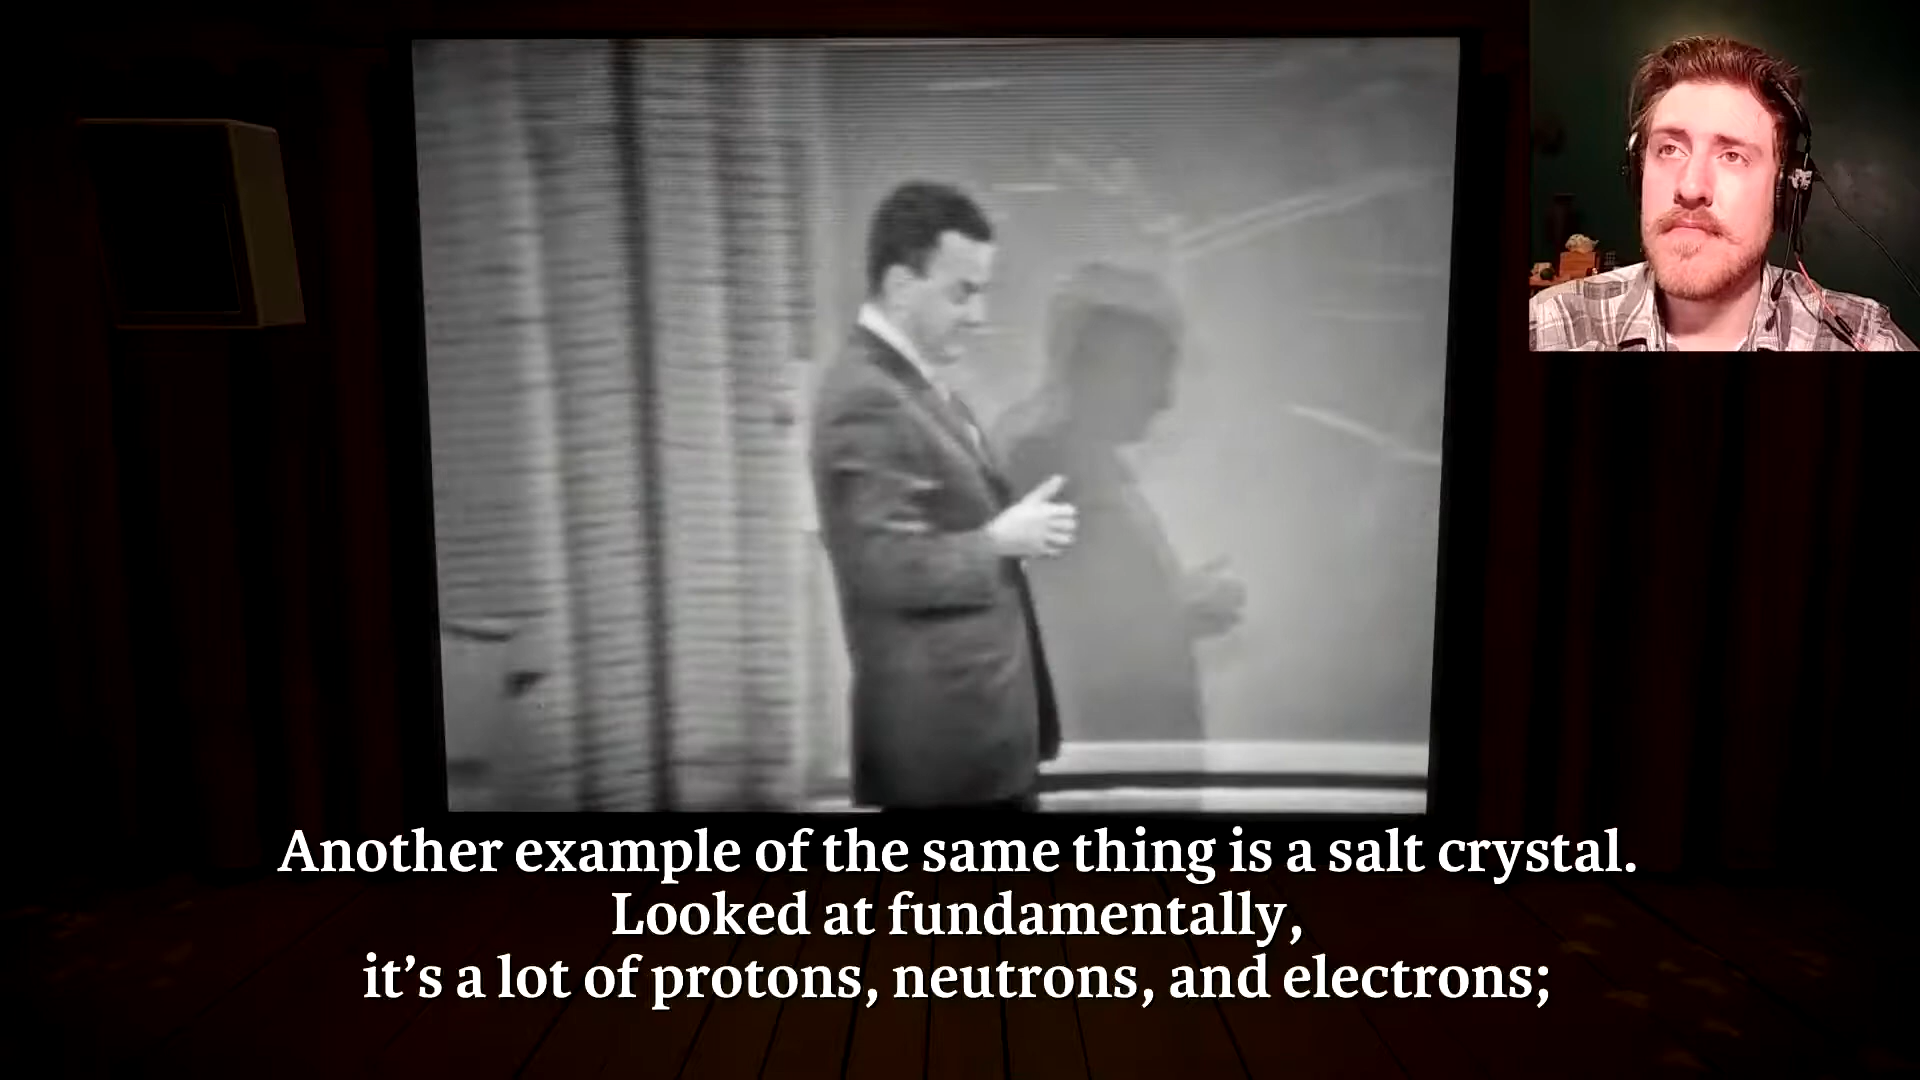 Another example of the same thing is a salt crystal.
Looked at fundamentally,
it’s a lot of protons, neutrons, and electrons;